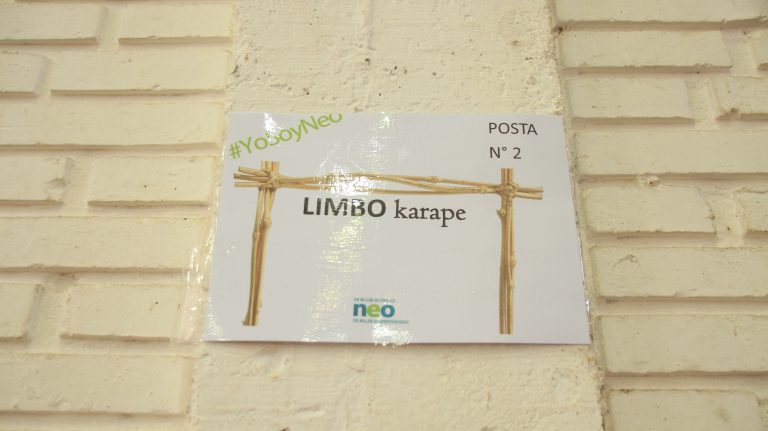 #YoSoyNeo
POSTA
N° 2
LIMBO karape
neo